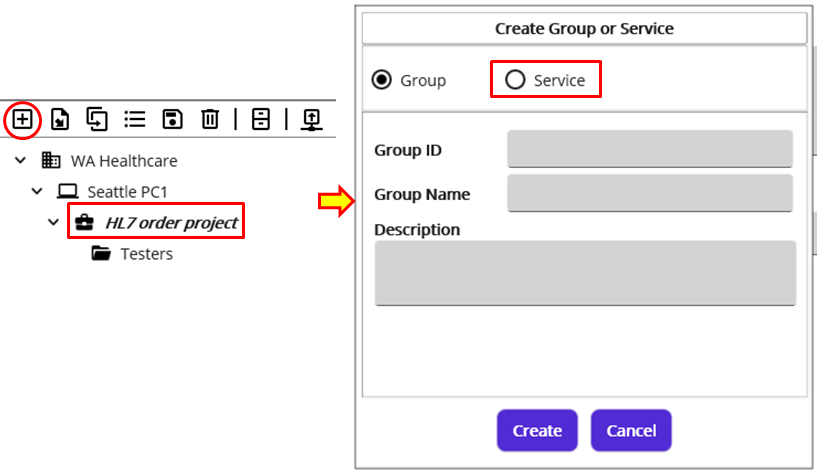 WA Healthcare
Seattle PC1
HL7 order project
Testers
Create Group or Service
Group
Service
Group ID
Group Name
Description
Create
Cancel